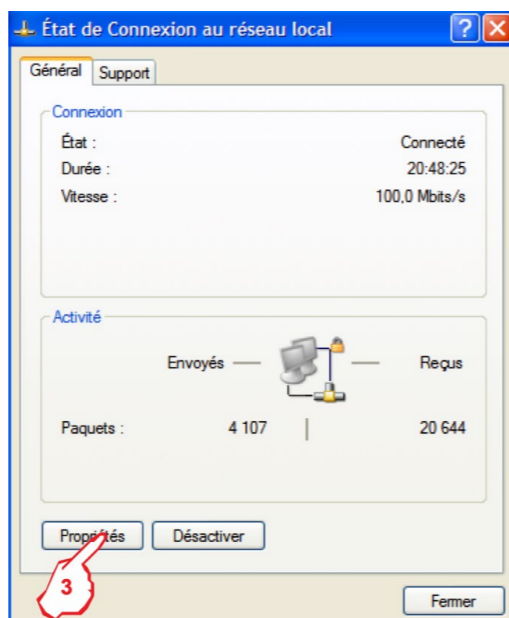 État de Connexion au réseau local
Général Support
Connexion
État : Connecté
Durée : 20:48:25
Vitesse : 100,0 Mbits/s
Activité
Envoyés Reçus
Paquets : 4 107 20 644
Propriétés Désactiver
3
Fermer